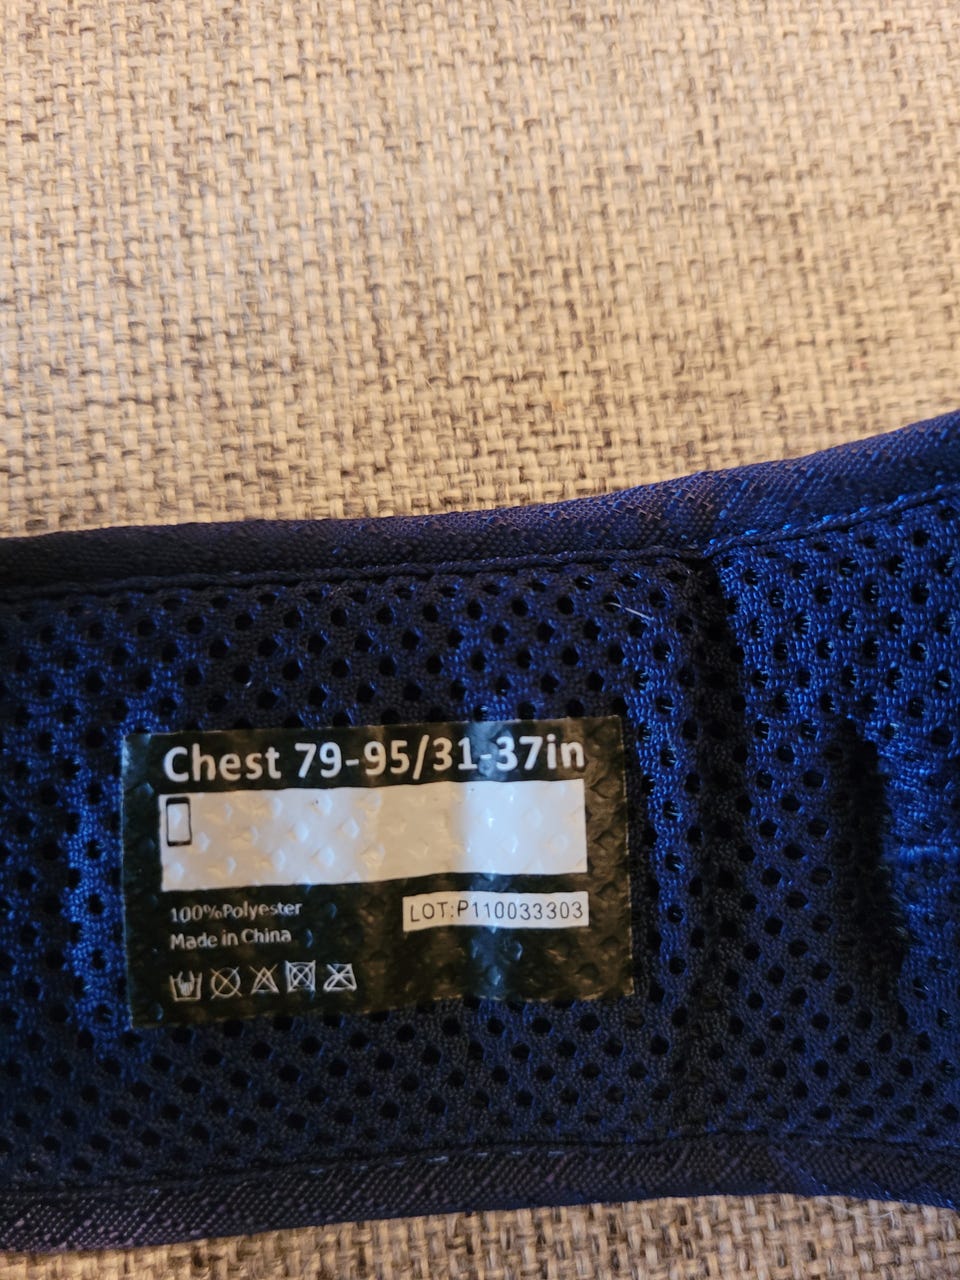 Chest 79-95/31-37in
100%Polyester
LOT:P110033303
Made in China